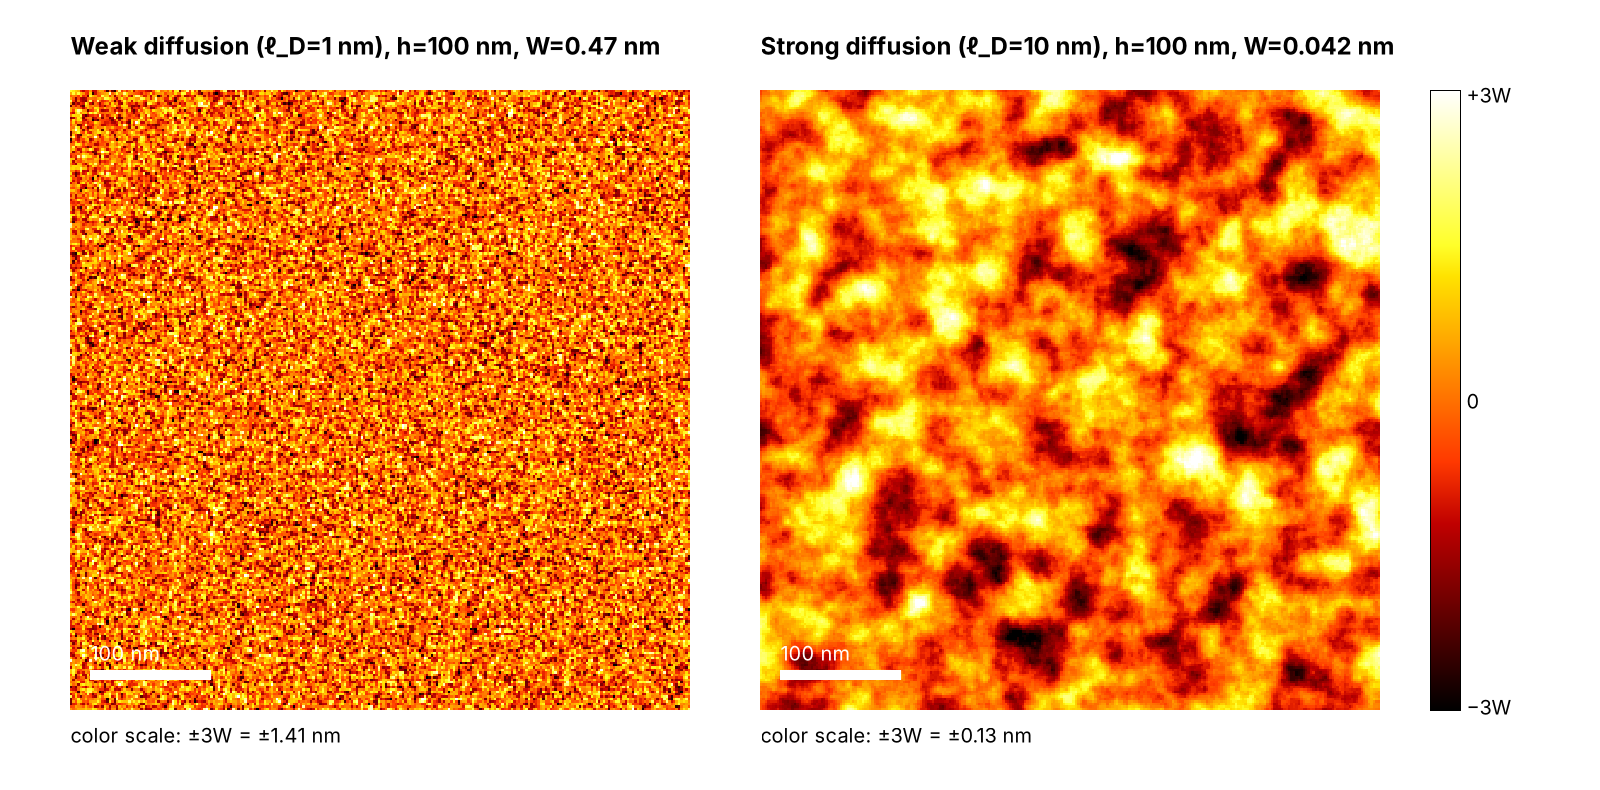 Weak diffusion (ℓ_D=1 nm), h=100 nm, W=0.47 nm
100 nm
color scale: ±3W = ±1.41 nm
Strong diffusion (ℓ_D=10 nm), h=100 nm, W=0.042 nm
100 nm
color scale: ±3W = ±0.13 nm
+3W
0
−3W